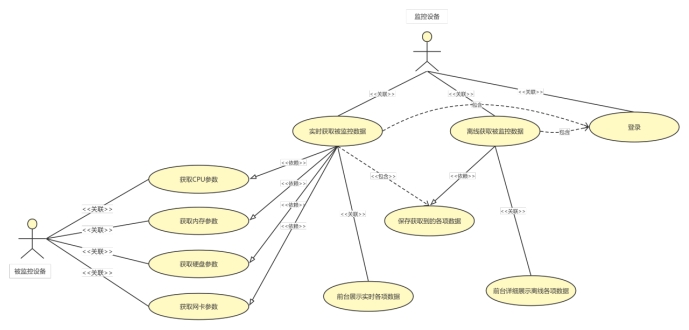 监控设备
<<关联>>
<<关联>>
<<关联>>
包含
实时获取被监控数据
离线获取被监控数据
包含
登录
<<依赖>>
<<包含>>
<<依赖>>
获取CPU参数
<<依赖>>
<<依赖>>
<<依赖>>
<<关联>>
获取内存参数
<<关联>>
<<关联>>
<<关联>>
保存获取到的各项数据
<<关联>>
获取硬盘参数
<<关联>>
被监控设备
<<关联>>
获取网卡参数
前台展示实时各项数据
前台详细展示离线各项数据